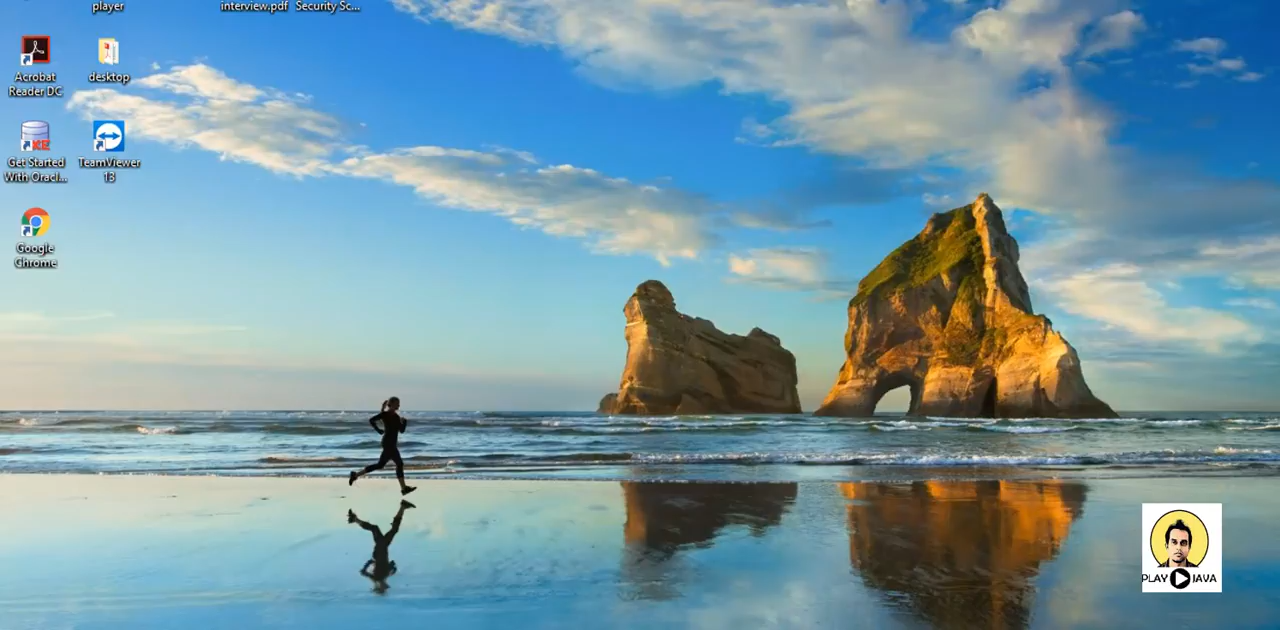 player
interview.pdf
Security Sc...
Acrobat
Reader DC
desktop
Get Started
With Oracl...
XE
TeamViewer
13
Google
Chrome
PLAY JAVA